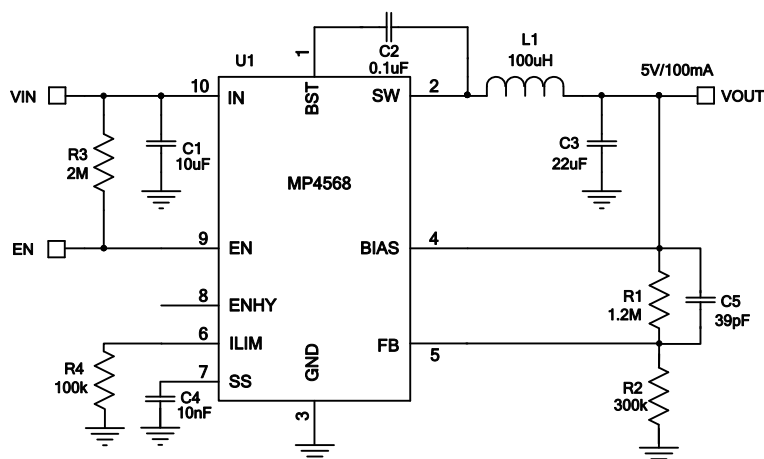 U1
1
C2
0.1uF
L1
100uH
5V/100mA
VIN
10
IN
BST
SW
2
VOUT
R3
2M
C1
10uF
C3
22uF
MP4568
EN
9
EN
BIAS
4
8
ENHY
R1
1.2M
C5
39pF
6
ILIM
FB
5
R4
100k
7
SS
GND
C4
10nF
3
R2
300k